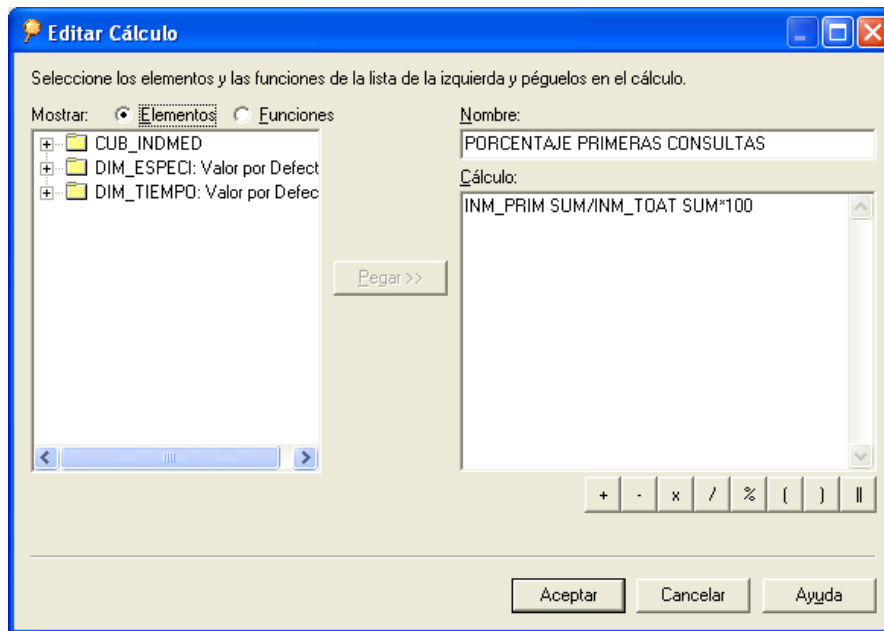 Editar Cálculo
Seleccione los elementos y las funciones de la lista de la izquierda y péguelos en el cálculo.
Mostrar: Elementos Funciones
CUB_INDMED
DIM_ESPECI: Valor por Defect
DIM_TIEMPO: Valor por Defec
Pegar >>
Nombre:
PORCENTAJE PRIMERAS CONSULTAS
Cálculo:
INM_PRIM SUM/INM_TOAT SUM*100
+ - x / % ( ) ||
Aceptar Cancelar Ayuda